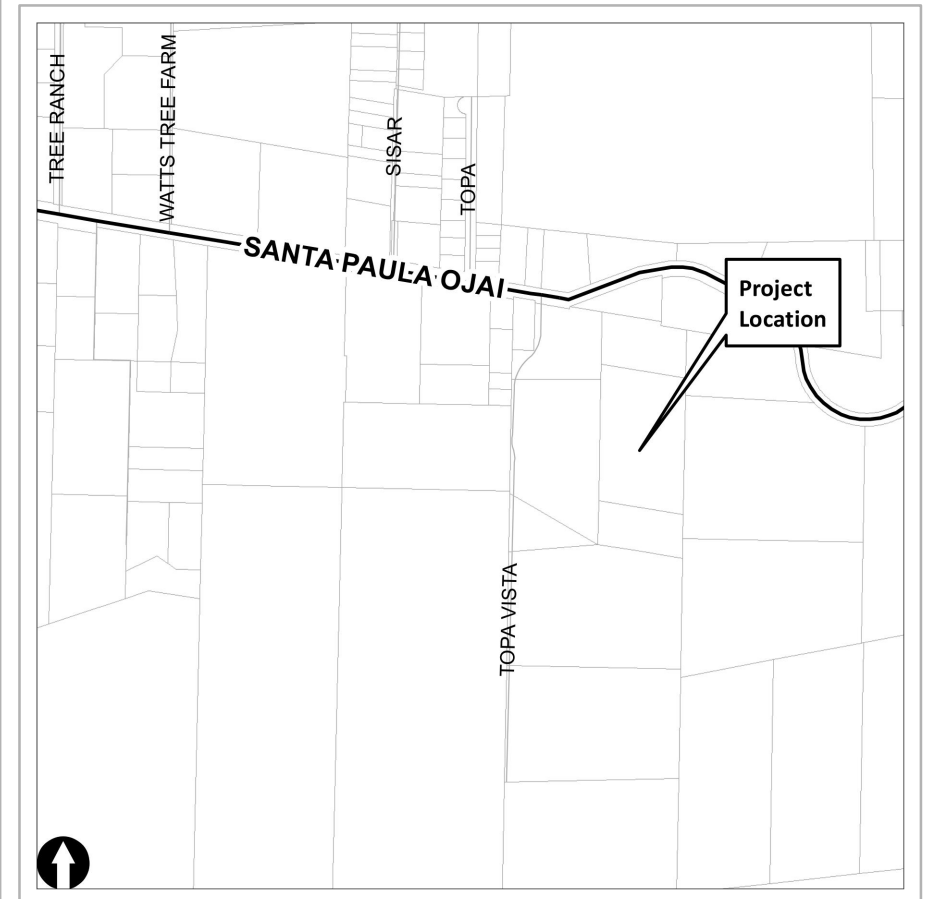 TREE RANCH
WATTS TREE FARM
SISAR
TOPA
SANTA PAULA OJAI
Project
Location
TOPA VISTA